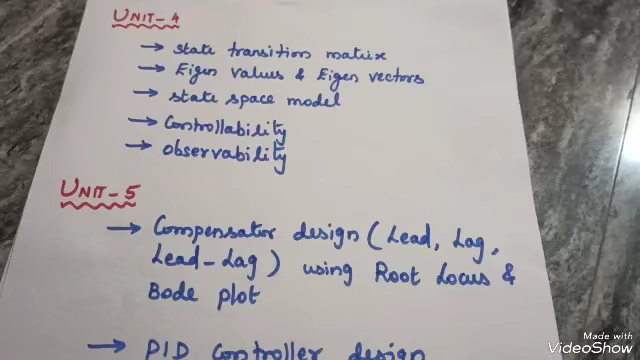 UNIT-4
→ state transition matrix
→ Eigen values & Eigen vectors
→ state space model
→ Controllability
→ observability
UNIT-5
→ Compensator design (Lead, Lag,
Lead-Lag) using Root Locus &
Bode plot
→ PID controller design
Made with
VideoShow